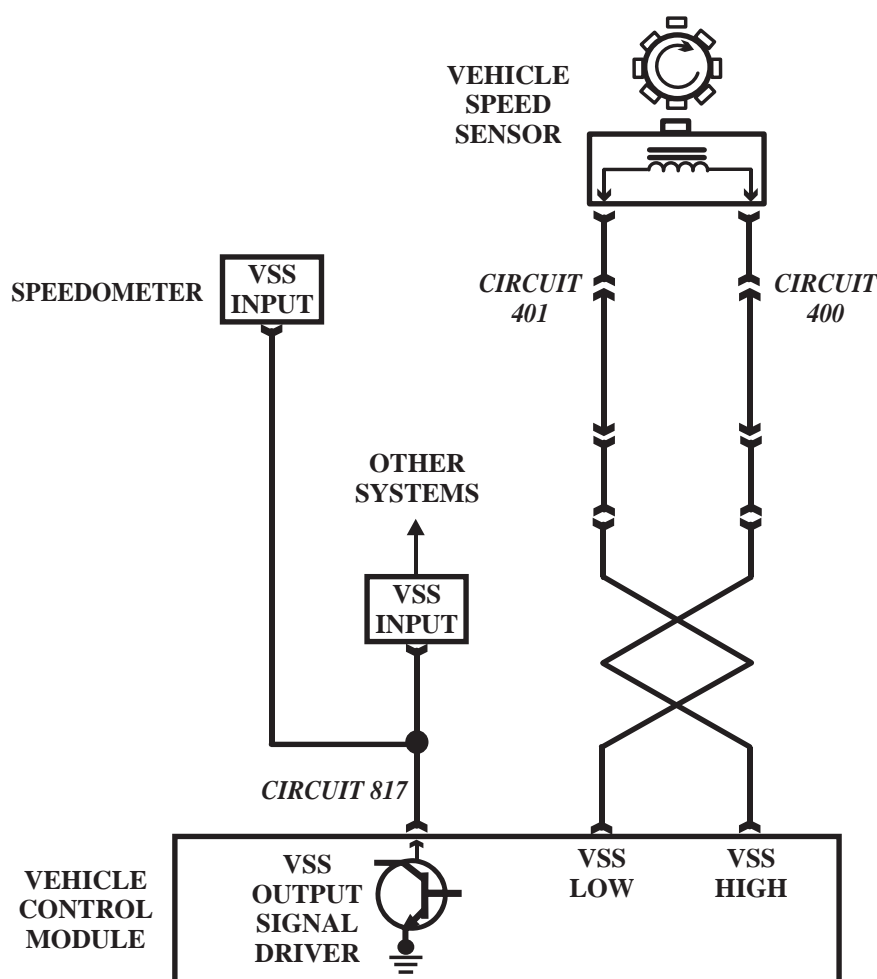 VEHICLE
SPEED
SENSOR
SPEEDOMETER
VSS
INPUT
CIRCUIT
401
CIRCUIT
400
OTHER
SYSTEMS
VSS
INPUT
CIRCUIT 817
VEHICLE
CONTROL
MODULE
VSS
OUTPUT
SIGNAL
DRIVER
VSS
LOW
VSS
HIGH